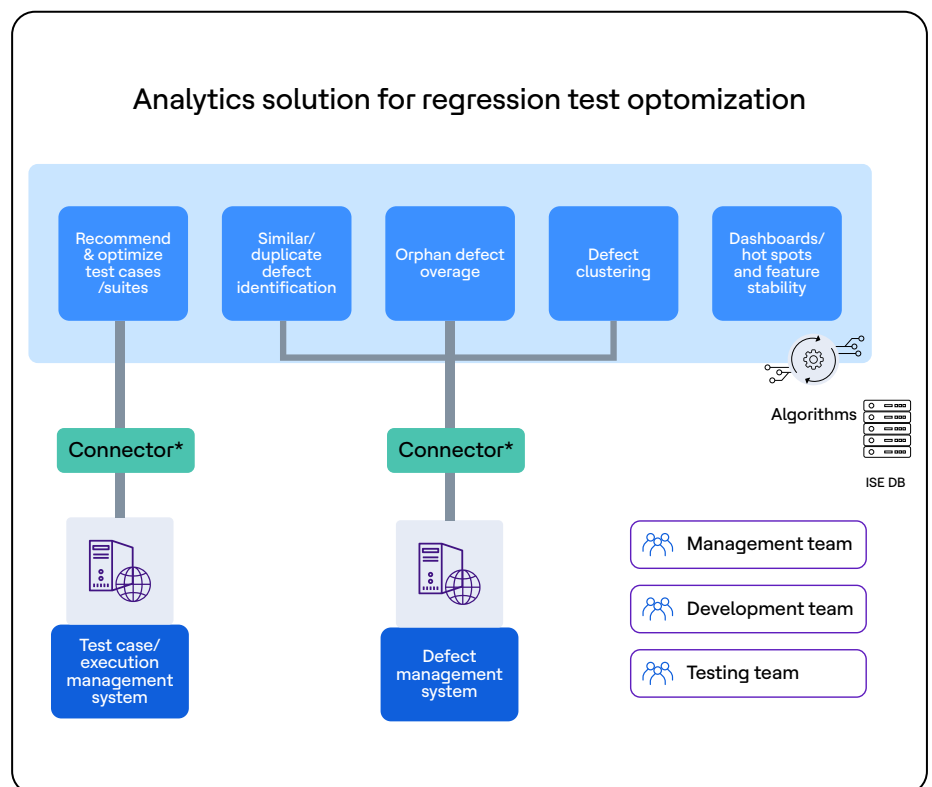 Analytics solution for regression test optomization
Recommend
& optimize
test cases
/suites
Similar/
duplicate
defect
identification
Orphan defect
overage
Defect
clustering
Dashboards/
hot spots
and feature
stability
Algorithms
ISE DB
Connector*
Connector*
Test case/
execution
management
system
Defect
management
system
Management team
Development team
Testing team